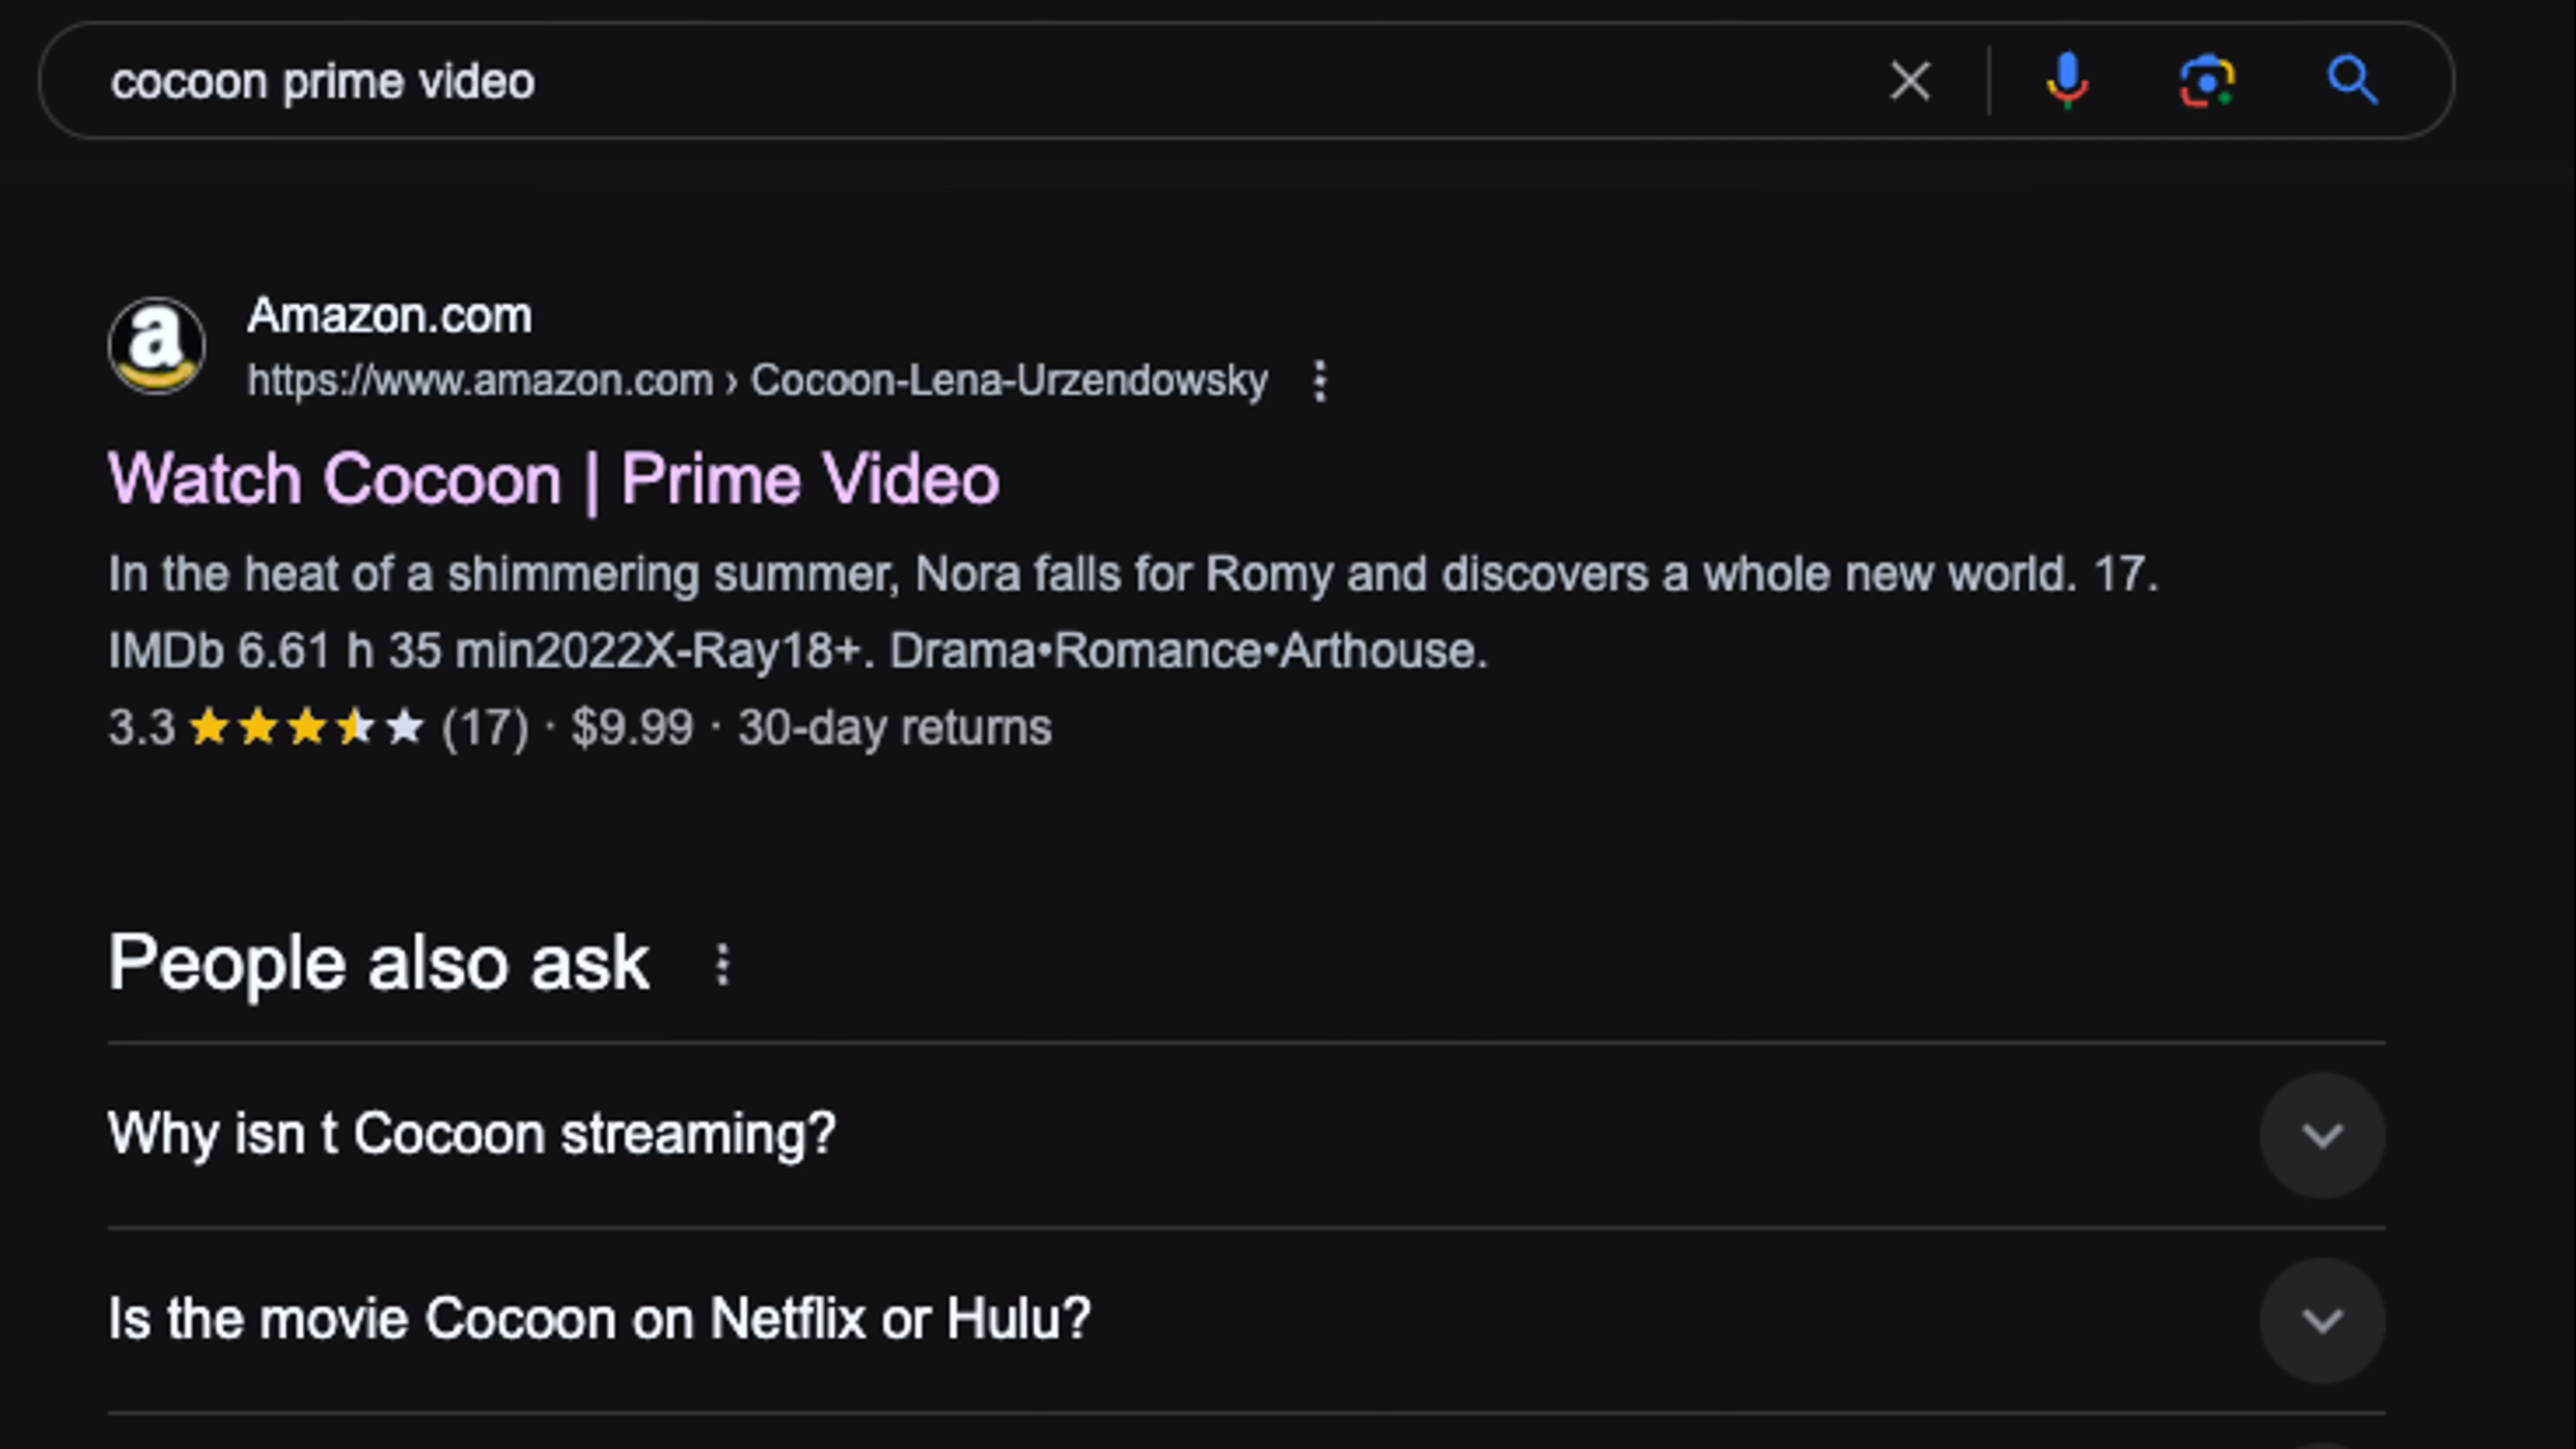 cocoon prime video
a
Amazon.com
https://www.amazon.com › Cocoon-Lena-Urzendowsky
Watch Cocoon | Prime Video
In the heat of a shimmering summer, Nora falls for Romy and discovers a whole new world. 17.
IMDb 6.61 h 35 min2022X-Ray18+. Drama•Romance•Arthouse.
3.3 ★★★★★ (17) · $9.99 · 30-day returns
People also ask
Why isn t Cocoon streaming?
Is the movie Cocoon on Netflix or Hulu?